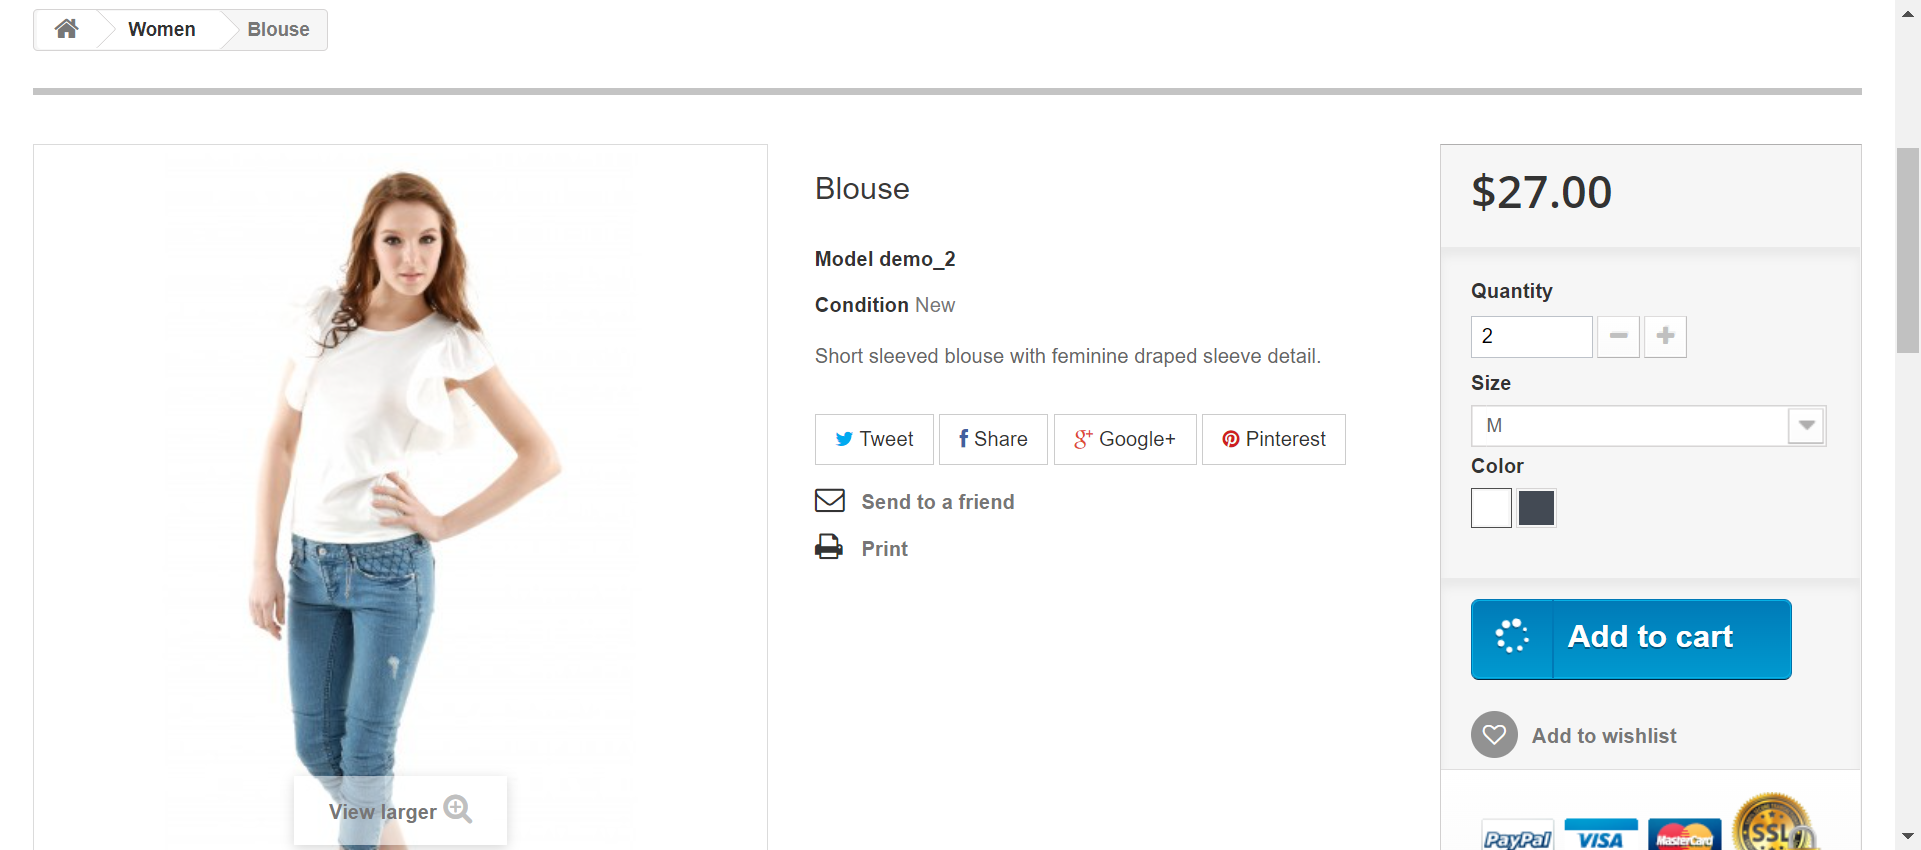 Women
Blouse
Blouse
Model demo_2
Condition New
Short sleeved blouse with feminine draped sleeve detail.
Tweet
Share
Google+
Pinterest
Send to a friend
Print
View larger
$27.00
Quantity
2
Size
M
Color
Add to cart
Add to wishlist
PayPal
VISA
MasterCard
SSL